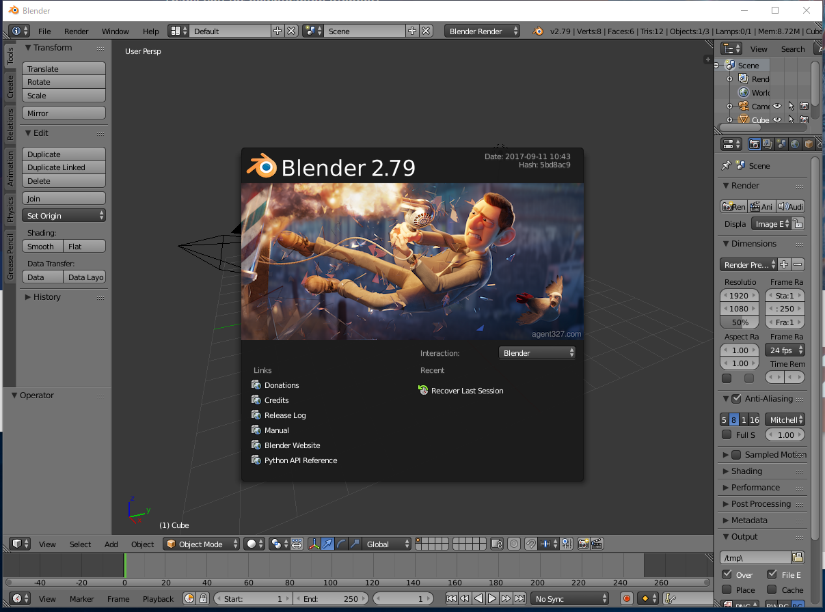 Blender
File Render Window Help Default Scene Blender Render v2.79 | Verts:8 | Faces:6 | Tris:12 | Objects:1/3 | Lamps:0/1 | Mem:8.72M | Cube
Tools
Create
Relations
Animation
Physics
Grease Pencil
Transform
Translate
Rotate
Scale
Mirror
Edit
Duplicate
Duplicate Linked
Delete
Join
Set Origin
Shading:
Smooth Flat
Data Transfer:
Data Data Layo
History
Operator
User Persp
Blender 2.79
Date: 2017-09-11 10:43
Hash: 5bd8ac9
agent327.com
Interaction: Blender
Links Recent
Donations
Recover Last Session
Credits
Release Log
Manual
Blender Website
Python API Reference
(1) Cube
View Select Add Object Object Mode Global
-40 -20 0 20 40 60 80 100 120 140 160 180 200 220 240 260
View Marker Frame Playback Start: 1 End: 250 1 No Sync
View Search
Scene
Rend
Worl
Came
Cube
Scene
Render
Ren Ani Audi
Displa Image E
Dimensions
Render Pre...
Resolutio Frame Ra
1920 Sta:1
1080 : 250
50% Fra:1
Aspect Ra Frame Ra
1.00 24 fps
1.00 Time Rem
Anti-Aliasing
5 8 11 16 Mitchell
Full S 1.00
Sampled Motion
Shading
Performance
Post Processing
Metadata
Output
/tmp\
Over File E
Place Cache